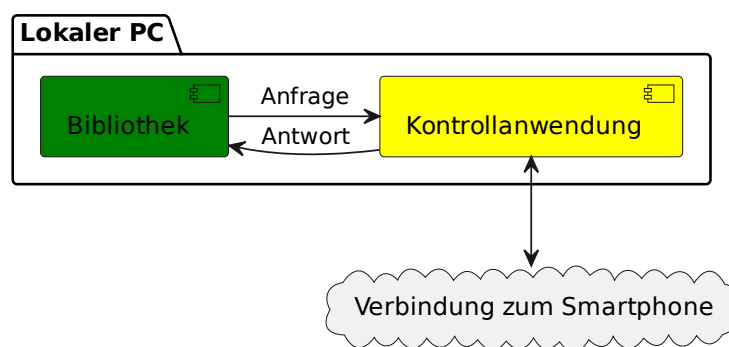 Lokaler PC
Anfrage
Bibliothek
Antwort
Kontrollanwendung
Verbindung zum Smartphone